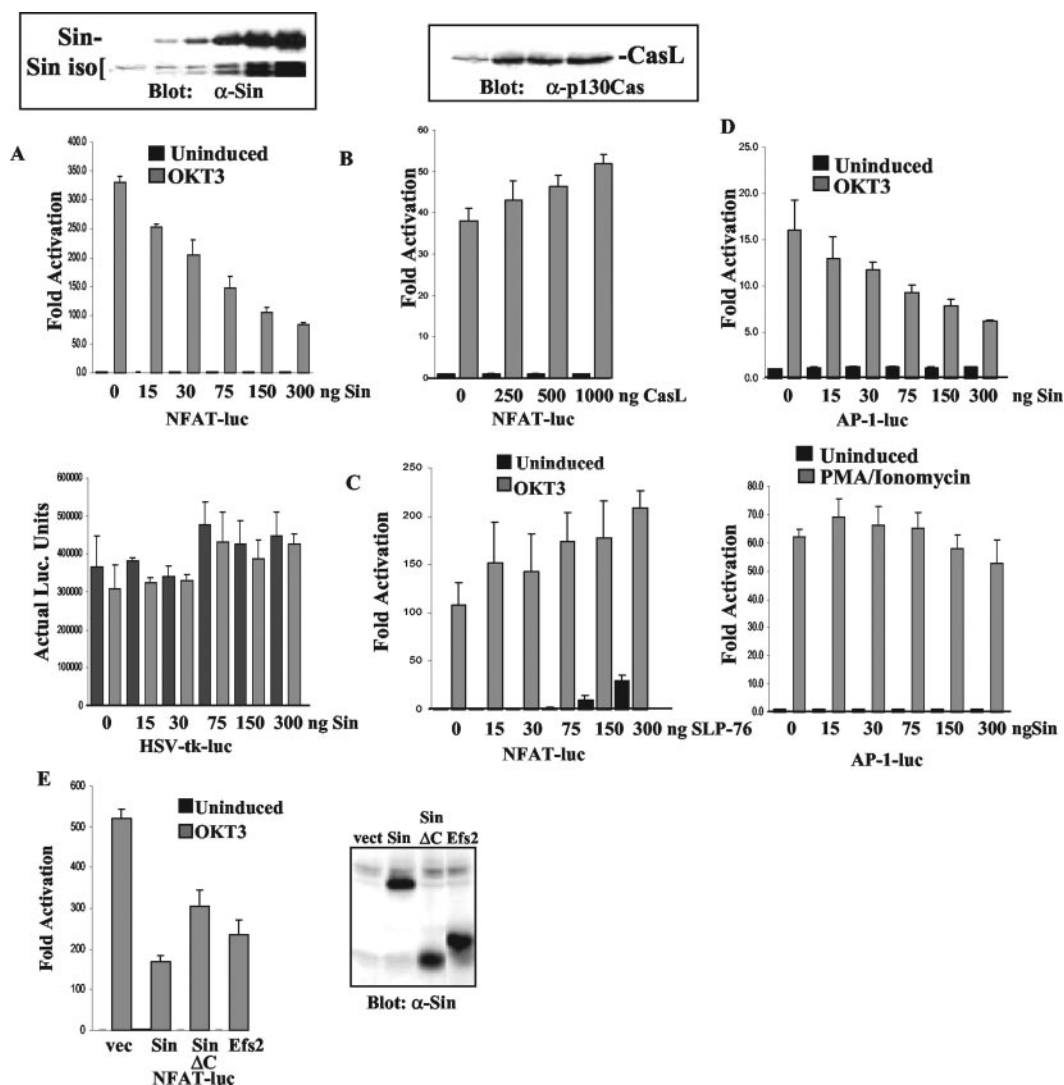 Sin-
Sin iso[
Blot: α-Sin
-CasL
Blot: α-p130Cas
A
400.0
350.0
300.0
250.0
200.0
150.0
100.0
50.0
0.0
Fold Activation
Uninduced
OKT3
0 15 30 75 150 300 ng Sin
NFAT-luc
B
60
50
40
30
20
10
0
Fold Activation
Uninduced
OKT3
0 250 500 1000 ng CasL
NFAT-luc
D
25.0
20.0
15.0
10.0
5.0
0.0
Fold Activation
Uninduced
OKT3
0 15 30 75 150 300 ng Sin
AP-1-luc
600000
500000
400000
300000
200000
100000
0.0
Actual Luc. Units
0 15 30 75 150 300 ng Sin
HSV-tk-luc
C
250
200
150
100
50
0
Fold Activation
Uninduced
OKT3
0 15 30 75 150 300 ng SLP-76
NFAT-luc
80.0
70.0
60.0
50.0
40.0
30.0
20.0
10.0
0.0
Fold Activation
Uninduced
PMA/Ionomycin
0 15 30 75 150 300 ngSin
AP-1-luc
E
600
500
400
300
200
100
0
Fold Activation
Uninduced
OKT3
vec Sin Sin ΔC Efs2
NFAT-luc
vect Sin Sin ΔC Efs2
Blot: α-Sin